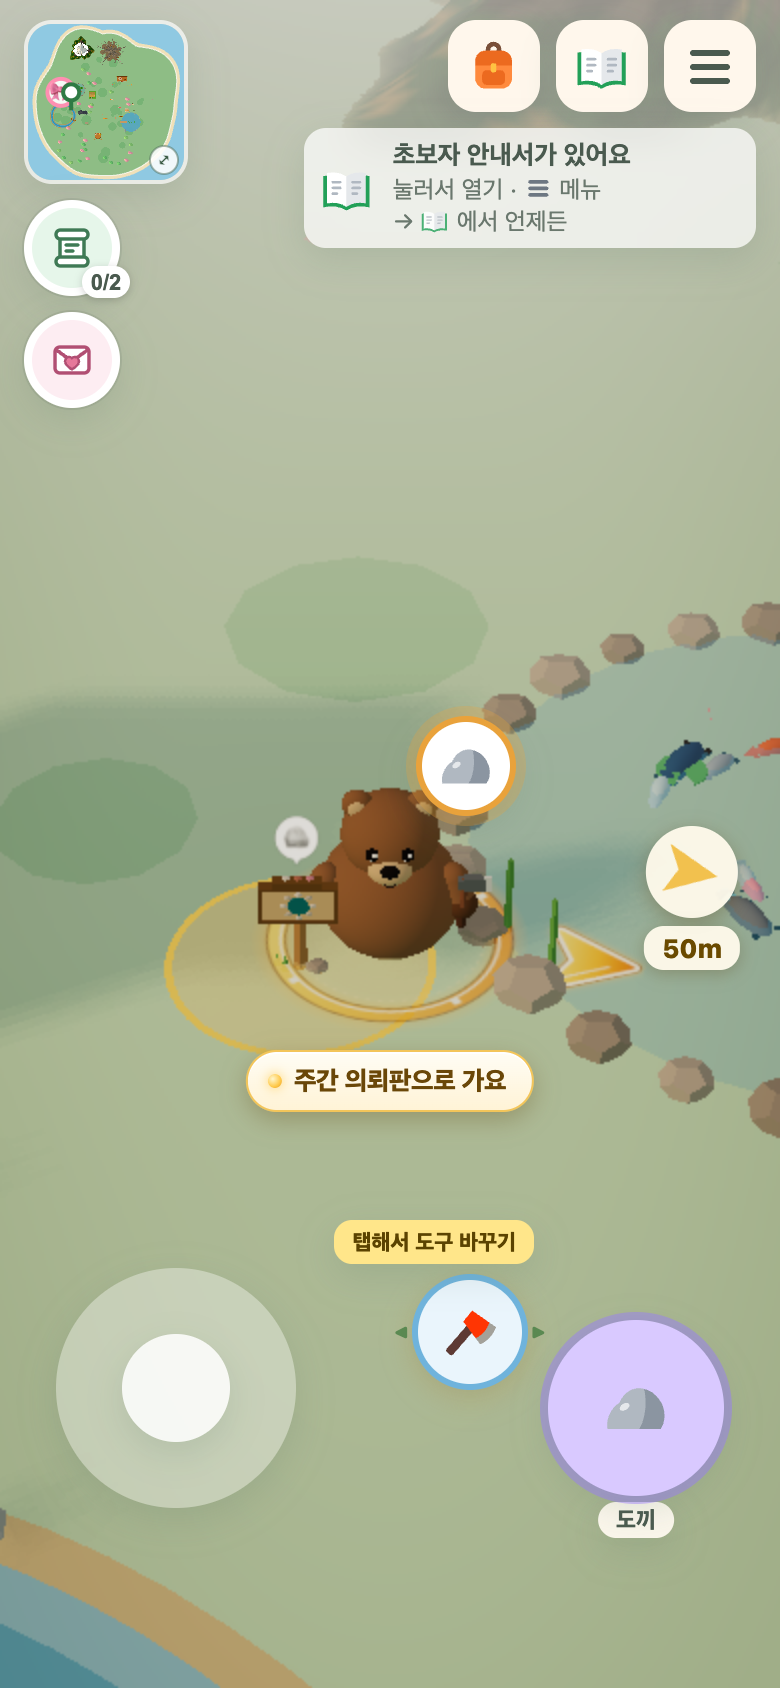 초보자 안내서가 있어요
눌러서 열기 · 메뉴
→ 에서 언제든
0/2
50m
주간 의뢰판으로 가요
탭해서 도구 바꾸기
도끼